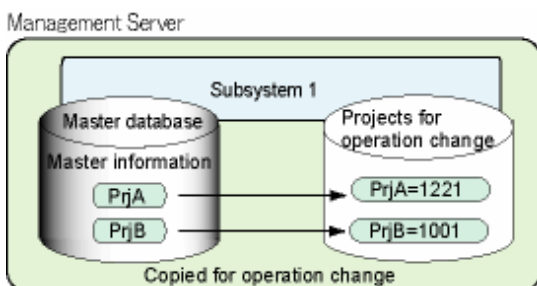 Management Server
Subsystem 1
Master database
Projects for
operation change
Master information
PrjA
PrjA=1221
PrjB
PrjB=1001
Copied for operation change